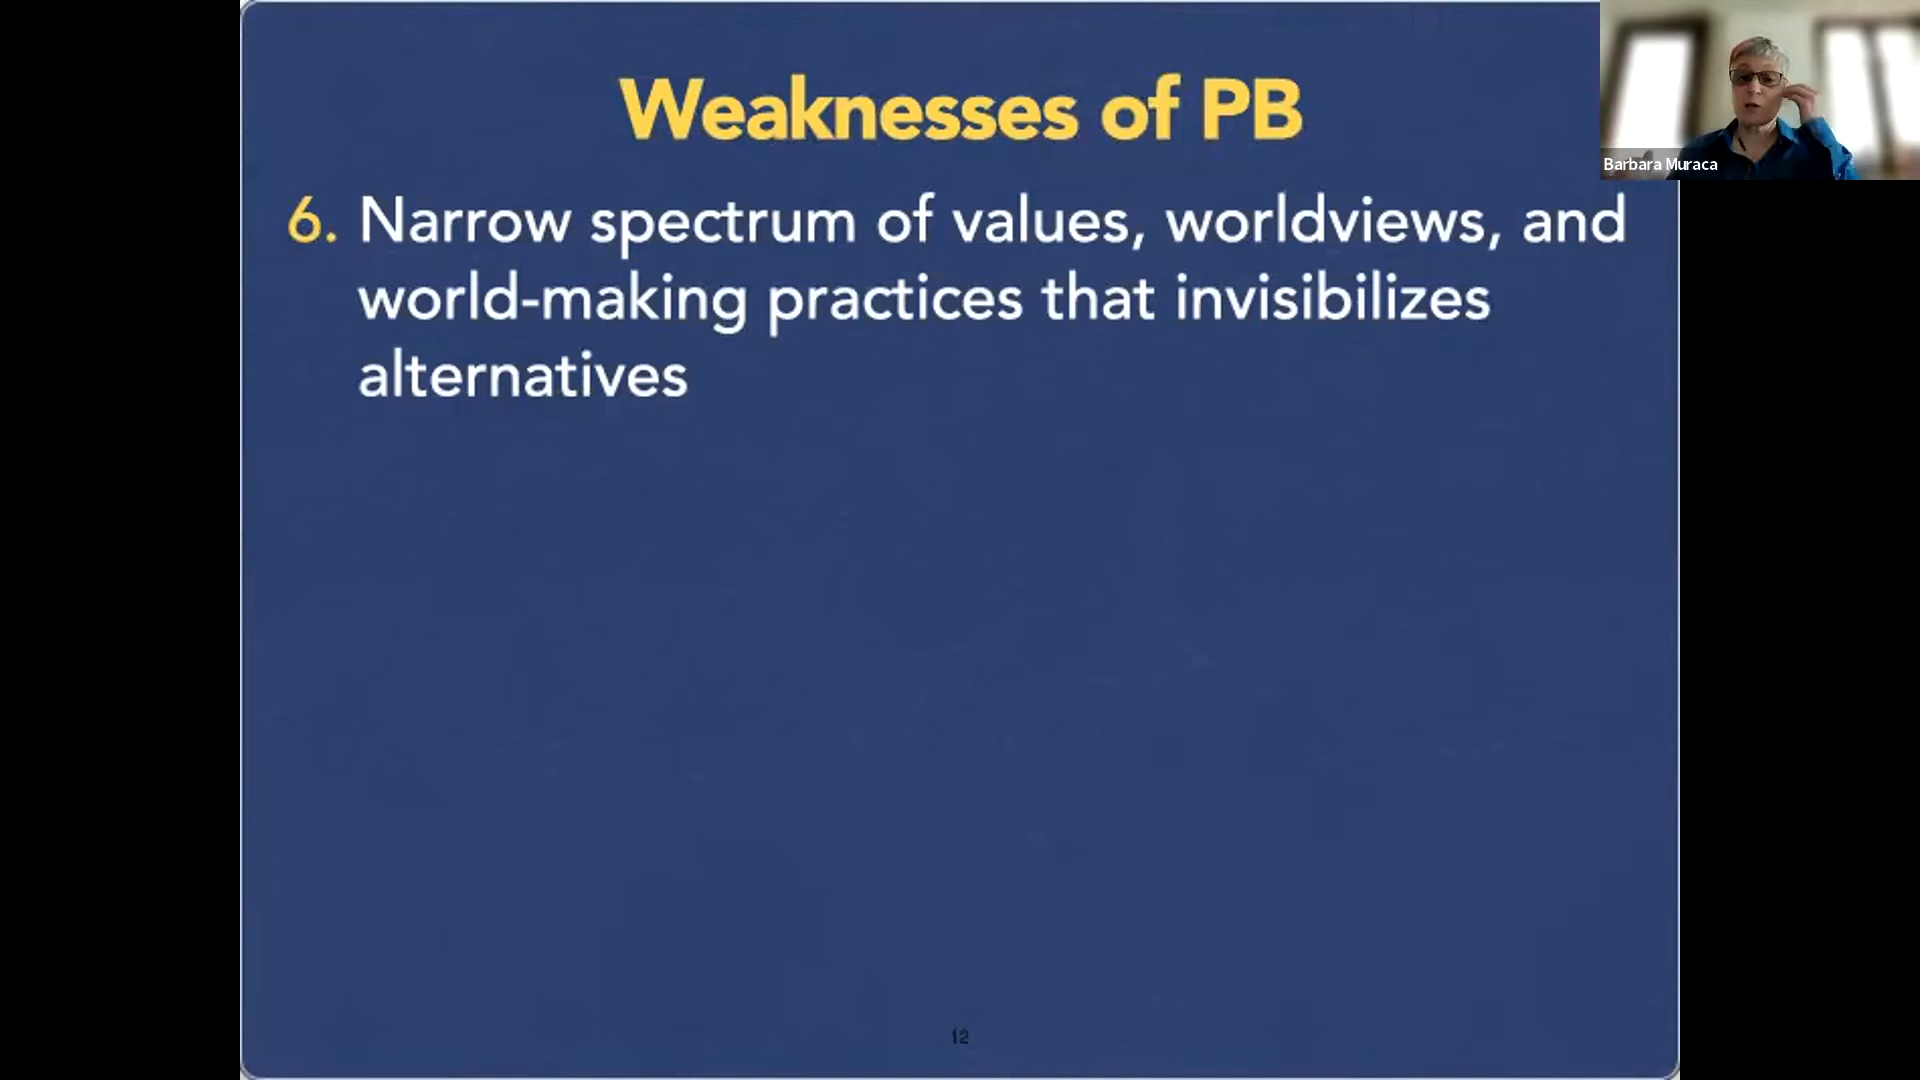 Weaknesses of PB
Barbara Muraca
6. Narrow spectrum of values, worldviews, and
world-making practices that invisibilizes
alternatives
12